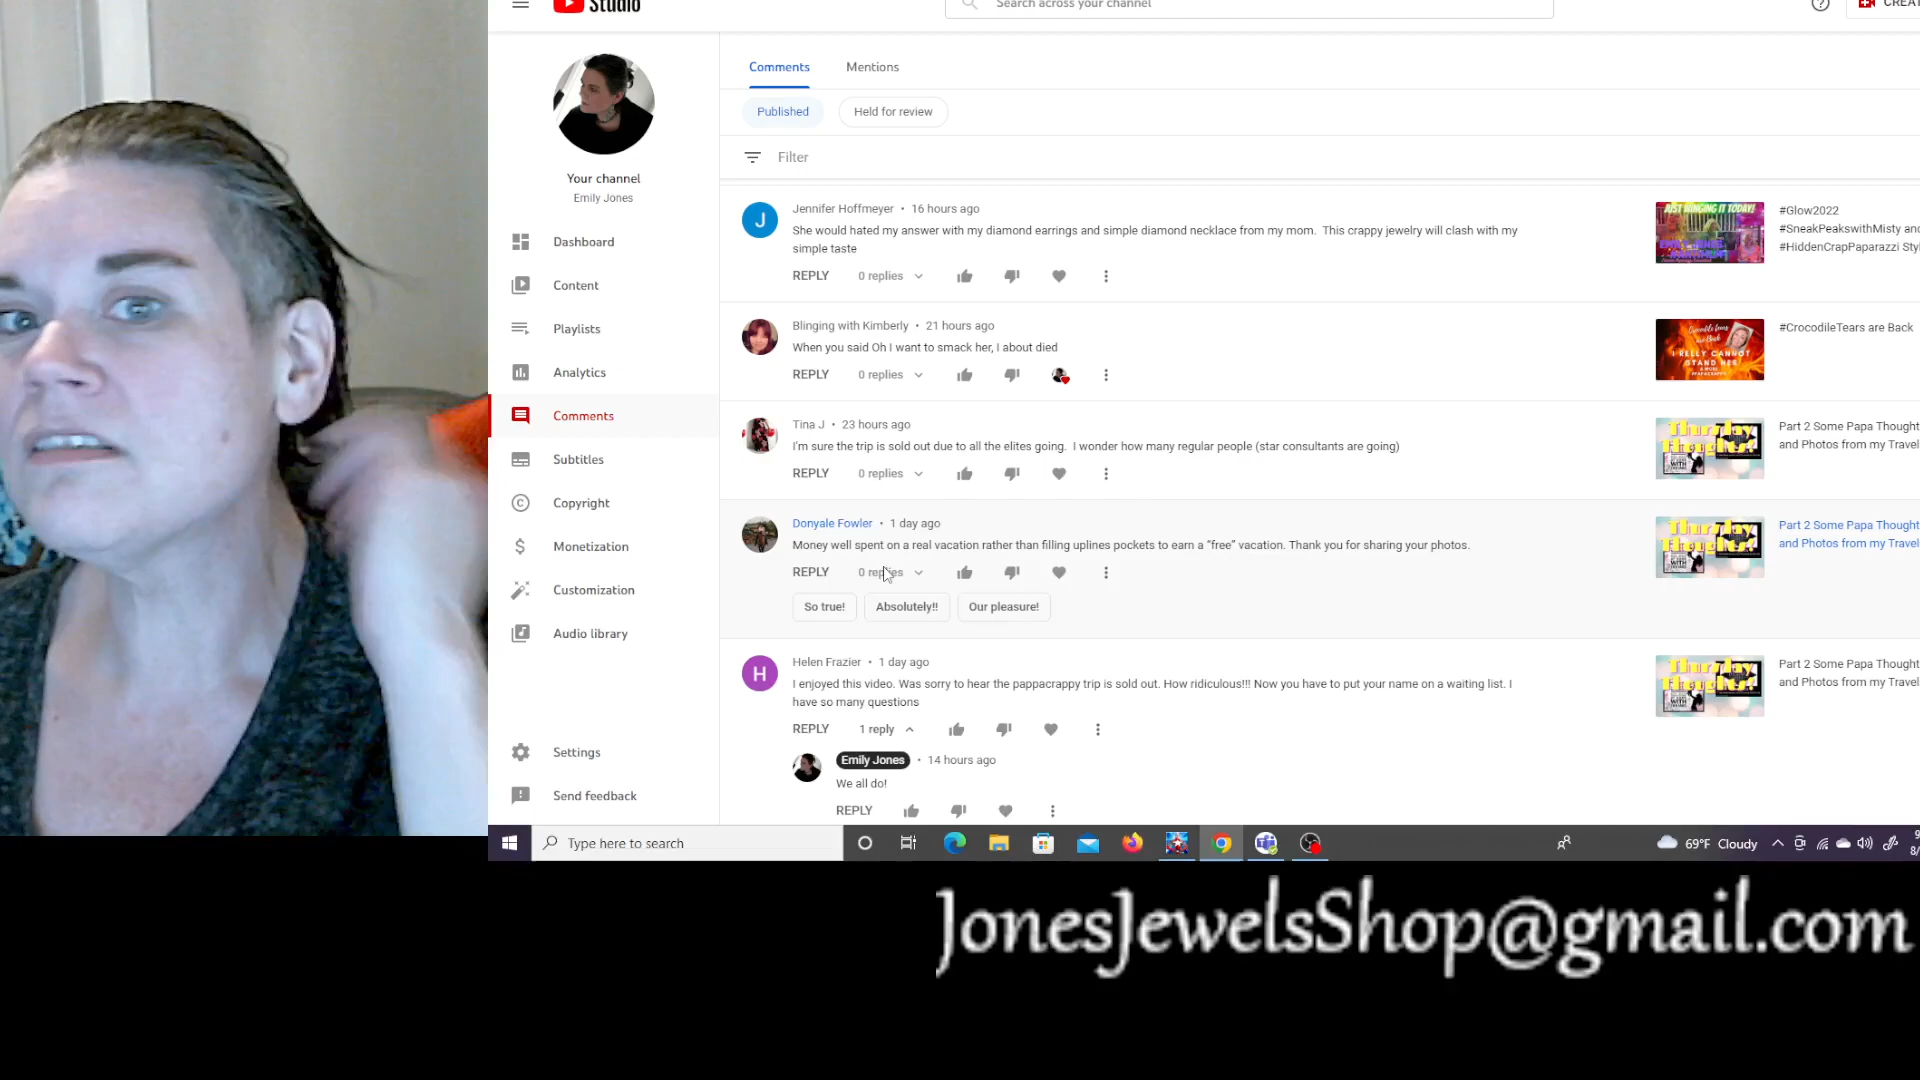 Studio
Search across your channel
Comments
Mentions
Published
Held for review
Filter
Your channel
Emily Jones
Dashboard
Content
Playlists
Analytics
Comments
Subtitles
Copyright
Monetization
Customization
Audio library
Settings
Send feedback
Jennifer Hoffmeyer • 16 hours ago
She would hated my answer with my diamond earrings and simple diamond necklace from my mom. This crappy jewelry will clash with my
simple taste
REPLY 0 replies
#Glow2022
#SneakPeakswithMisty
#HiddenCrapPaparazzi
Blinging with Kimberly • 21 hours ago
When you said Oh I want to smack her, I about died
REPLY 0 replies
#CrocodileTears are Back
Tina J • 23 hours ago
I'm sure the trip is sold out due to all the elites going. I wonder how many regular people (star consultants are going)
REPLY 0 replies
Part 2 Some Papa Thought
and Photos from my Travel
Donyale Fowler • 1 day ago
Money well spent on a real vacation rather than filling uplines pockets to earn a “free” vacation. Thank you for sharing your photos.
REPLY 0 replies
So true!
Absolutely!!
Our pleasure!
Part 2 Some Papa Thought
and Photos from my Travel
Helen Frazier • 1 day ago
I enjoyed this video. Was sorry to hear the pappacrappy trip is sold out. How ridiculous!!! Now you have to put your name on a waiting list. I
have so many questions
REPLY 1 reply
Part 2 Some Papa Thought
and Photos from my Travel
Emily Jones • 14 hours ago
We all do!
REPLY
Type here to search
69°F Cloudy
JonesJewelsShop@gmail.com